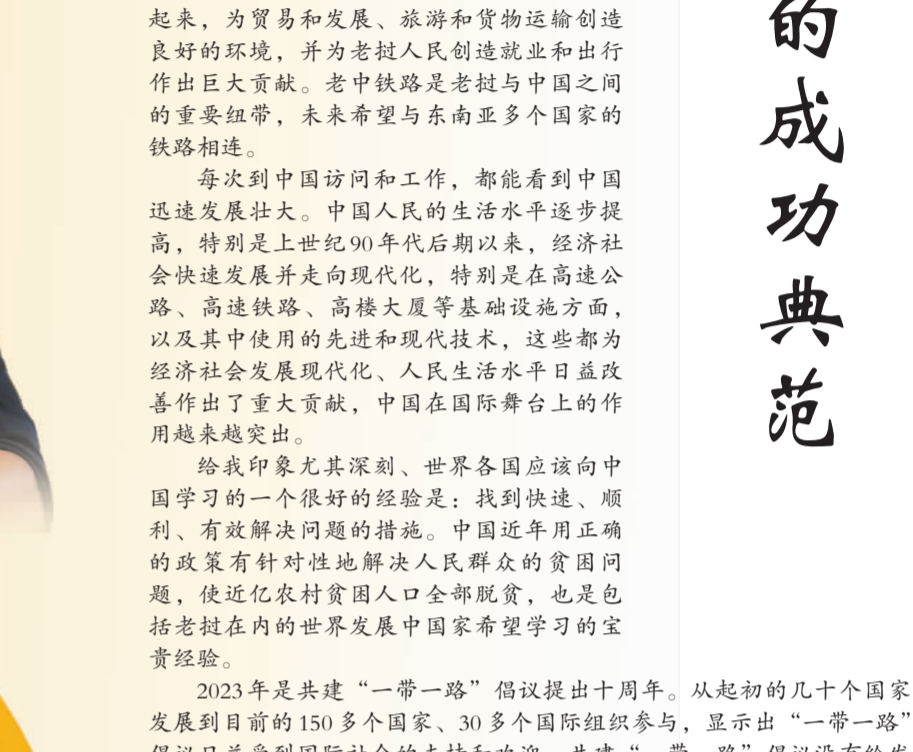 起来，为贸易和发展、旅游和货物运输创造
良好的环境，并为老挝人民创造就业和出行
作出巨大贡献。老中铁路是老挝与中国之间
的重要纽带，未来希望与东南亚多个国家的
铁路相连。
每次到中国访问和工作，都能看到中国
迅速发展壮大。中国人民的生活水平逐步提
高，特别是上世纪90年代后期以来，经济社
会快速发展并走向现代化，特别是在高速公
路、高速铁路、高楼大厦等基础设施方面，
以及其中使用的先进和现代技术，这些都为
经济社会发展现代化、人民生活水平日益改
善作出了重大贡献，中国在国际舞台上的作
用越来越突出。
给我印象尤其深刻、世界各国应该向中
国学习的一个很好的经验是：找到快速、顺
利、有效解决问题的措施。中国近年用正确
的政策有针对性地解决人民群众的贫困问
题，使近亿农村贫困人口全部脱贫，也是包
括老挝在内的世界发展中国家希望学习的宝
贵经验。
2023年是共建“一带一路”倡议提出十周年。从起初的几十个国家
发展到目前的150多个国家、30多个国际组织参与，显示出“一带一路”
的成功典范